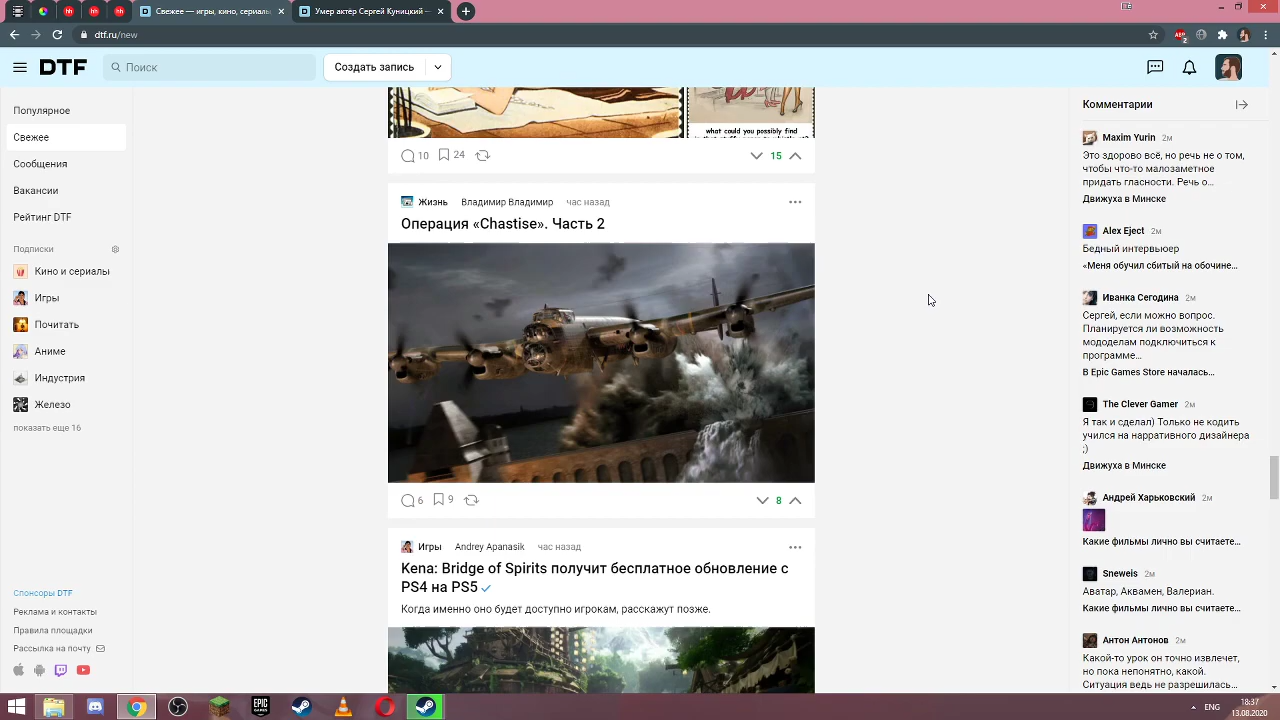 Свежее — игры, сериалы
Умер актёр Сергей Куницкий -
dtf.ru/new
DTF
Поиск
Создать запись
Популярное
Свежее
Сообщения
Вакансии
Рейтинг DTF
Подписки
Кино и сериалы
Игры
Почитать
Аниме
Индустрия
Железо
показать еще 16
Спонсоры DTF
Реклама и контакты
Правила площадки
Рассылка на почту
what could you possibly find
10 24 15
Жизнь Владимир Владимир час назад
Операция «Chastise». Часть 2
6 9 8
Игры Andrey Apanasik час назад
Kena: Bridge of Spirits получит бесплатное обновление с
PS4 на PS5
Когда именно оно будет доступно игрокам, расскажут позже.
Комментарии
Maxim Yurin 2м
Это здорово всё, но речь не о том,
чтобы что-то малозаметное
придать гласности. Речь о…
Движуха в Минске
Alex Eject 2м
Бедный интервьюер
«Меня обучил сбитый на обочине…
Иванка Сегодина 2м
Сергей, если можно вопрос.
Планируется ли возможность
мододелам подключиться к
программе…
В Epic Games Store началась…
The Clever Gamer 2м
Я так и сделал) Только не кодить
учился на наррративного днайдера
;)
Движуха в Минске
Андрей Харьковский 2м
Какие фильмы лично вы считаете…
Sneweis 2м
Аватар, Аквамен, Валериан.
Какие фильмы лично вы считаете…
Антон Антонов 2м
Какой-то урок он точно извлечет,
но не понятно, какой.
Ситуация ведь не разрешилась…
EPIC
GAMES
ENG
18:37
13.08.2020